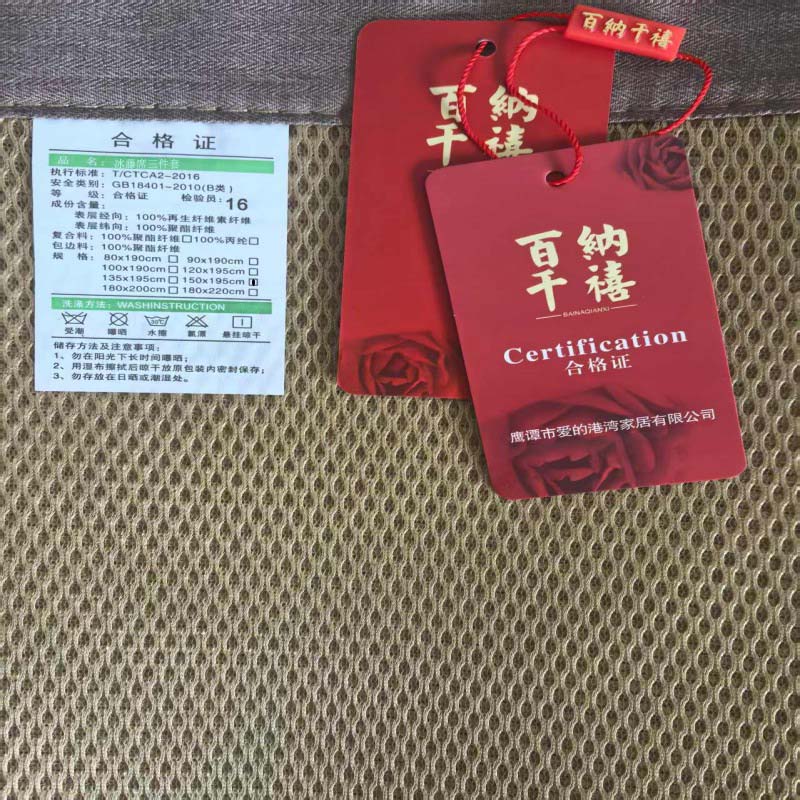 合格证
品 名：冰藤席三件套
执行标准：T/CTCA2-2016
安全类别：GB18401-2010(B类)
等 级：合格证 检验员：16
成份含量：
表层经向：100%再生纤维素纤维
表层纬向：100%聚酯纤维
复合料：100%聚酯纤维□100%丙纶□
包边料：100%聚酯纤维
规 格：80x190cm□ 90x190cm□
100x190cm□ 120x195cm□
135x195cm□ 150x195cm■
180x200cm□ 180x220cm□
洗涤方法：WASHINSTRUCTION
受潮 曝晒 水擦 氯漂 悬挂晾干
储存方法及注意事项：
1、勿在阳光下长时间曝晒；
2、用湿布擦拭后晾干放原包装内密封保存；
3、勿存放在日晒或潮湿处。
百納千禧
百納
千禧
百納
千禧
BAINAQIANXI
Certification
合格证
鹰谭市爱的港湾家居有限公司